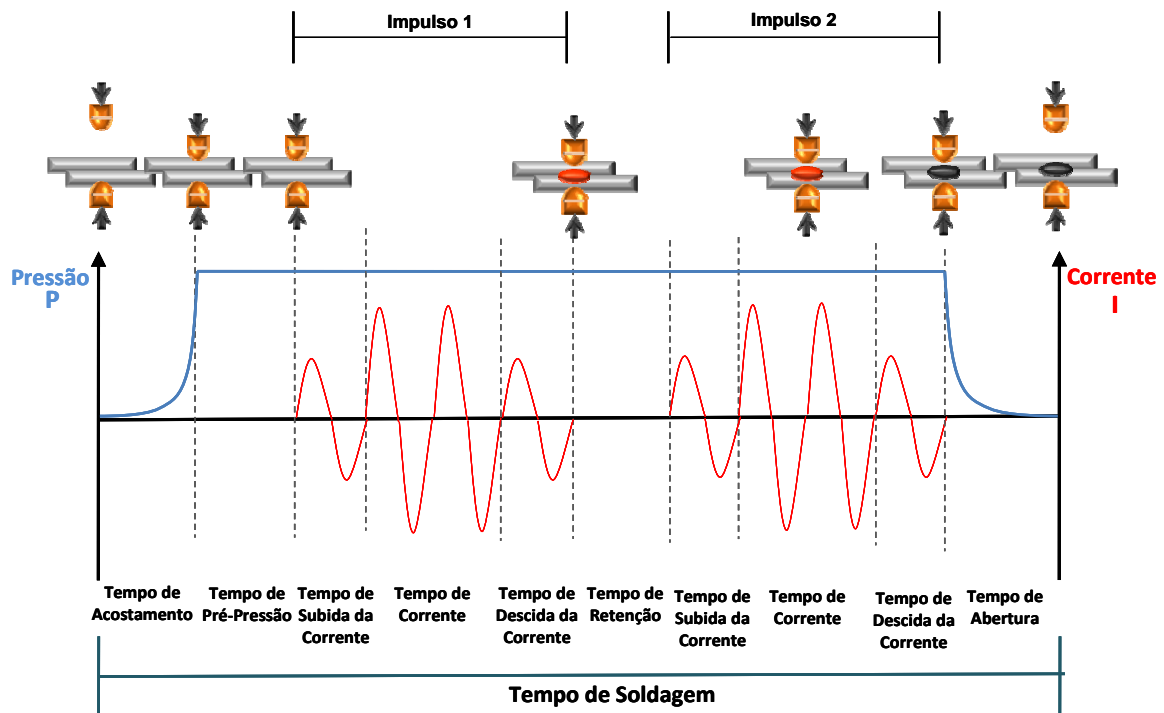 Impulso 1
Impulso 2
Pressão
P
Corrente
I
Tempo de
Acostamento
Tempo de
Pré-Pressão
Tempo de
Subida da
Corrente
Tempo de
Corrente
Tempo de
Descida da
Corrente
Tempo de
Retenção
Tempo de
Subida da
Corrente
Tempo de
Corrente
Tempo de
Descida da
Corrente
Tempo de
Abertura
Tempo de Soldagem